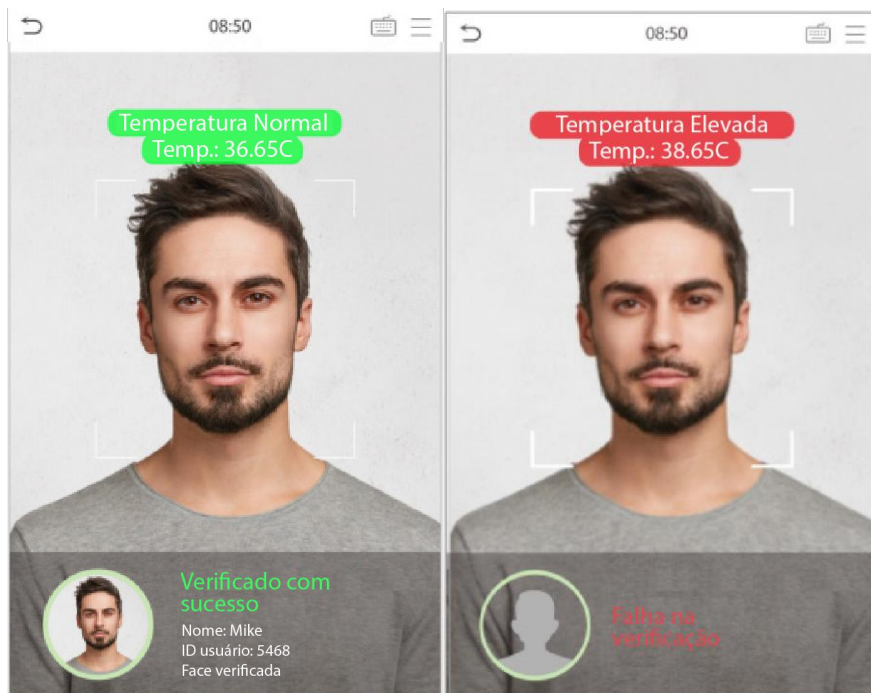 08:50
Temperatura Normal
Temp.: 36.65C
Verificado com
sucesso
Nome: Mike
ID usuário: 5468
Face verificada
08:50
Temperatura Elevada
Temp.: 38.65C
Falha na
verificação